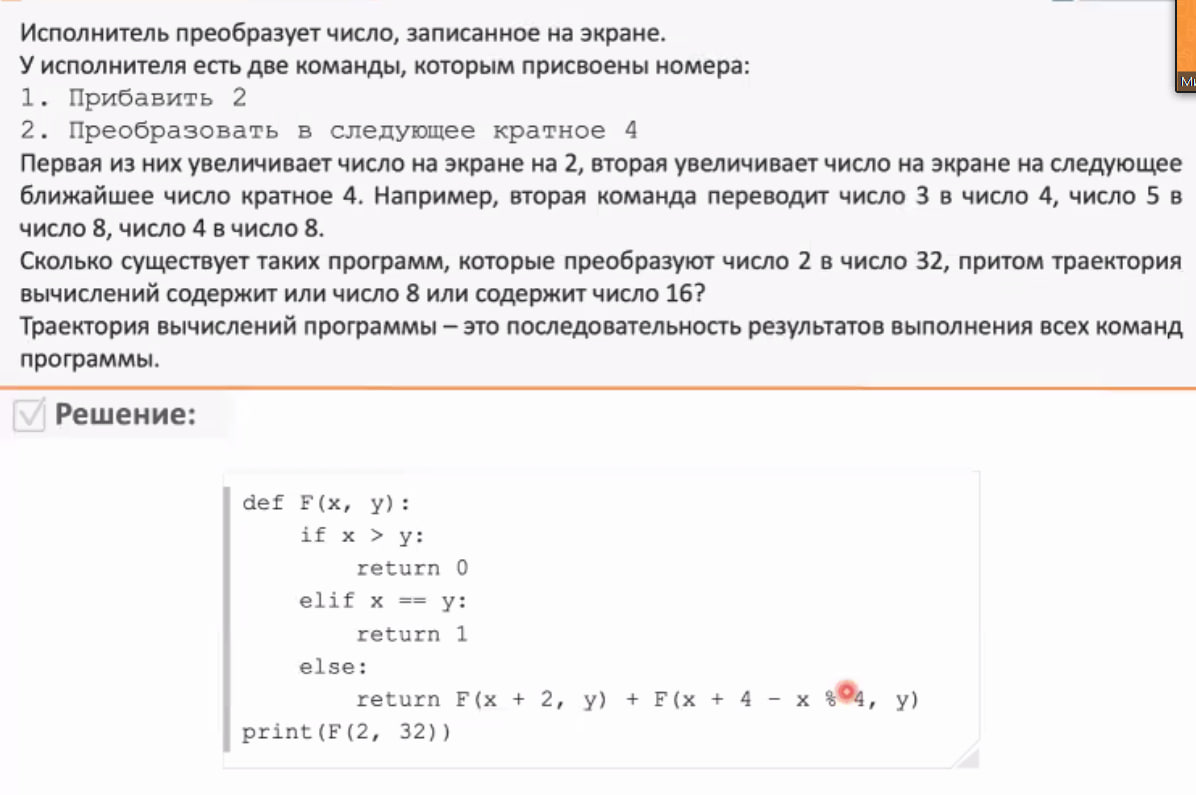 Исполнитель преобразует число, записанное на экране.
У исполнителя есть две команды, которым присвоены номера:
1. Прибавить 2
2. Преобразовать в следующее кратное 4
Первая из них увеличивает число на экране на 2, вторая увеличивает число на экране на следующее
ближайшее число кратное 4. Например, вторая команда переводит число 3 в число 4, число 5 в
число 8, число 4 в число 8.
Сколько существует таких программ, которые преобразуют число 2 в число 32, притом траектория
вычислений содержит или число 8 или содержит число 16?
Траектория вычислений программы – это последовательность результатов выполнения всех команд
программы.
Решение:
def F(x, y):
    if x > y:
        return 0
    elif x == y:
        return 1
    else:
        return F(x + 2, y) + F(x + 4 - x % 4, y)
print(F(2, 32))